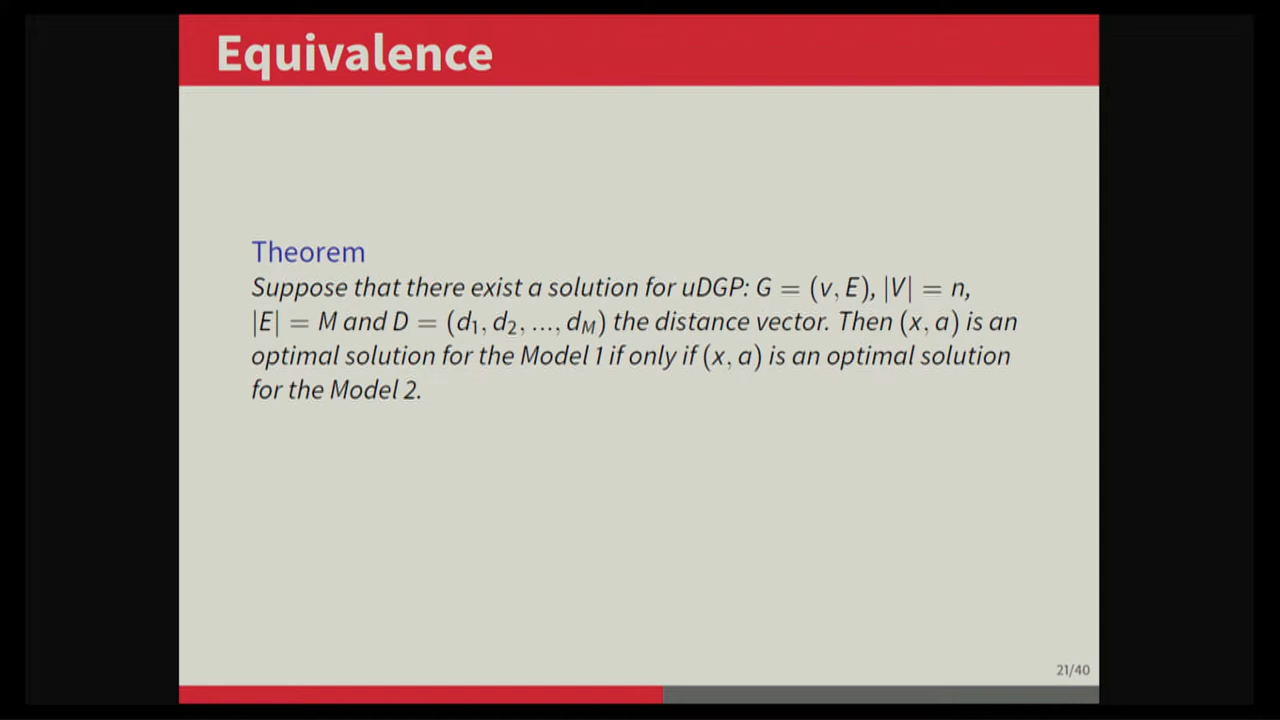 Equivalence
Theorem
Suppose that there exist a solution for uDGP: G = (v, E), |V| = n,
|E| = M and D = (d₁, d₂, ..., d_M) the distance vector. Then (x, a) is an
optimal solution for the Model 1 if only if (x, a) is an optimal solution
for the Model 2.
21/40